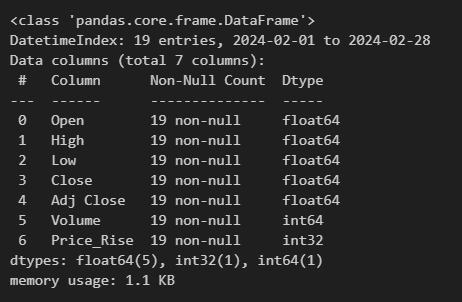 <class 'pandas.core.frame.DataFrame'>
DatetimeIndex: 19 entries, 2024-02-01 to 2024-02-28
Data columns (total 7 columns):
 #   Column      Non-Null Count  Dtype
---  ------      --------------  -----
 0   Open        19 non-null     float64
 1   High        19 non-null     float64
 2   Low         19 non-null     float64
 3   Close       19 non-null     float64
 4   Adj Close   19 non-null     float64
 5   Volume      19 non-null     int64
 6   Price_Rise  19 non-null     int32
dtypes: float64(5), int32(1), int64(1)
memory usage: 1.1 KB